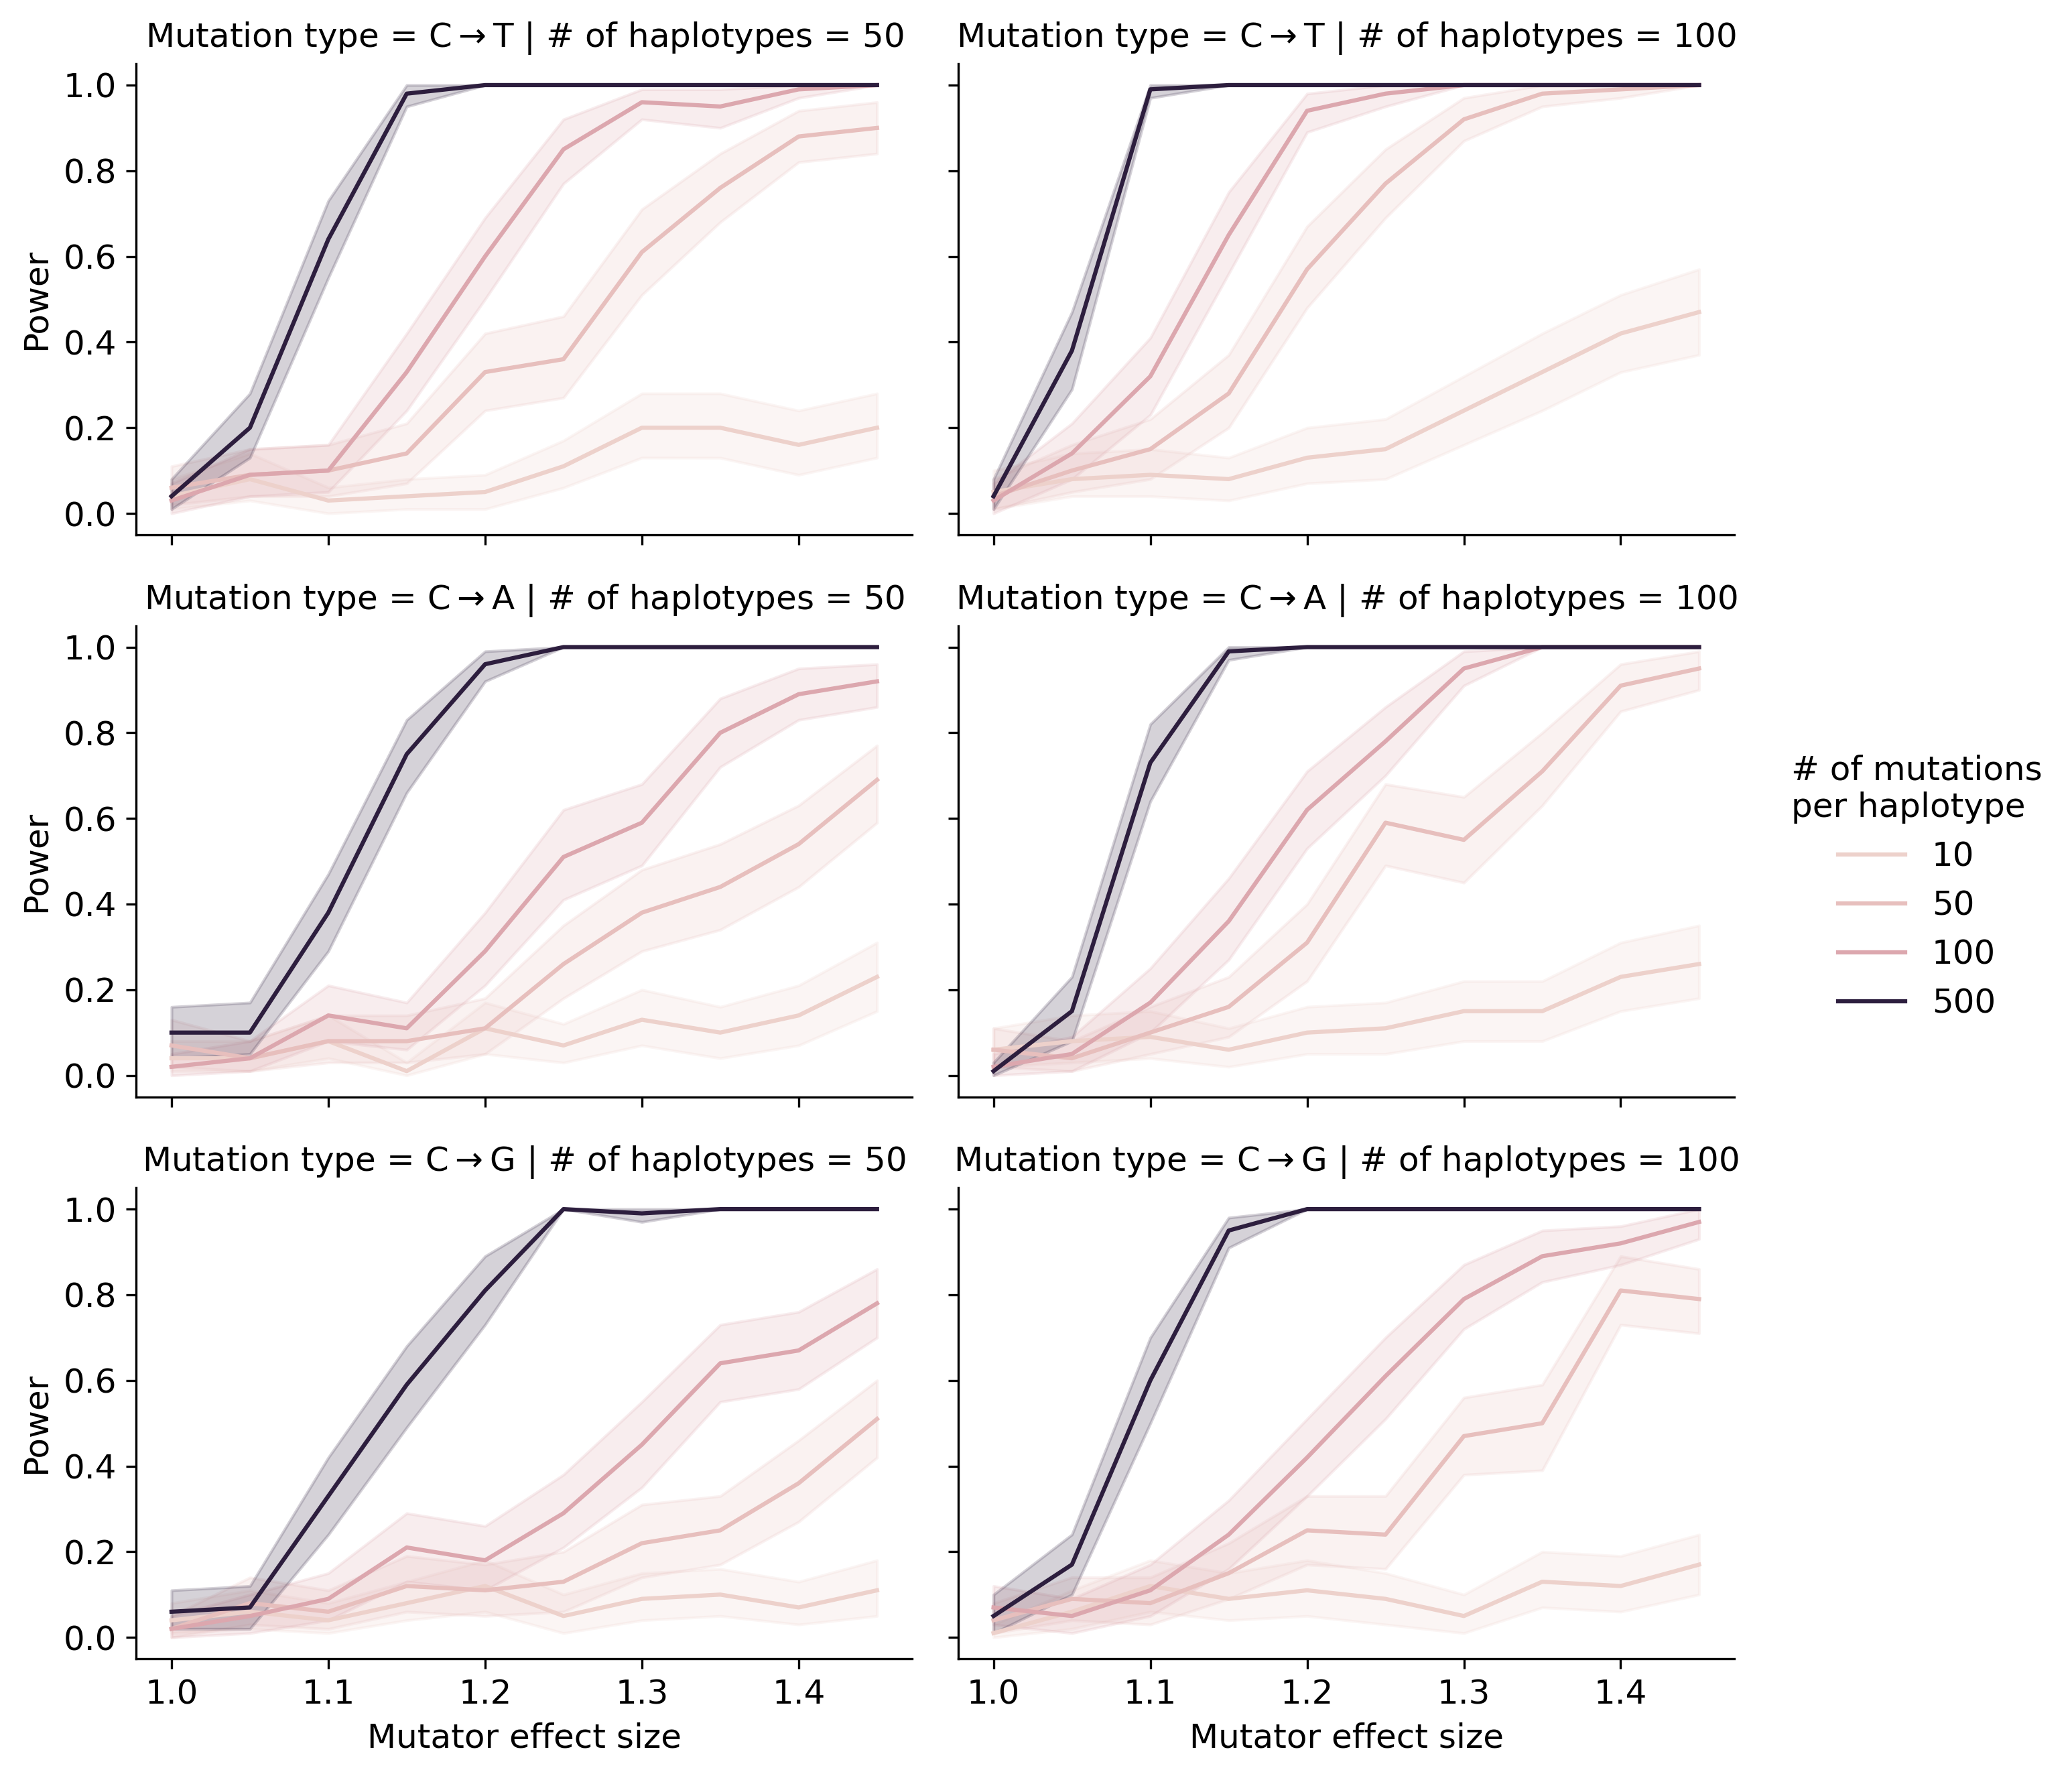 Mutation type = C→T | # of haplotypes = 50
Mutation type = C→T | # of haplotypes = 100
1.0
0.8
0.6
0.4
0.2
0.0
Power
Mutation type = C→A | # of haplotypes = 50
Mutation type = C→A | # of haplotypes = 100
1.0
0.8
0.6
0.4
0.2
0.0
Power
# of mutations
per haplotype
10
50
100
500
Mutation type = C→G | # of haplotypes = 50
Mutation type = C→G | # of haplotypes = 100
1.0
0.8
0.6
0.4
0.2
0.0
Power
1.0 1.1 1.2 1.3 1.4
1.0 1.1 1.2 1.3 1.4
Mutator effect size
Mutator effect size